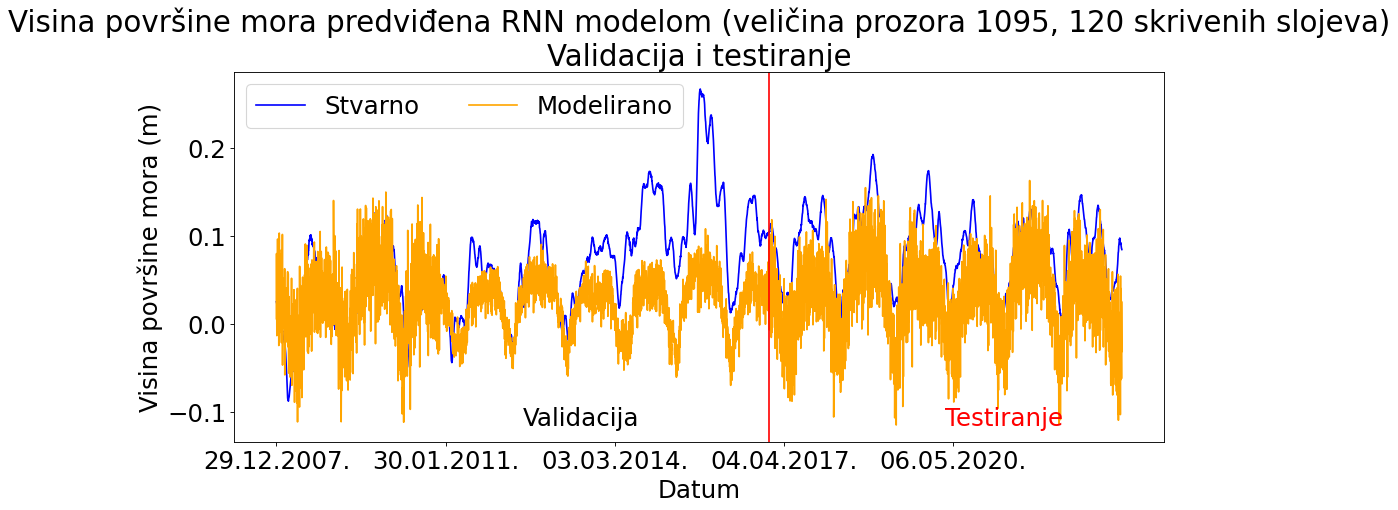 Visina površine mora predviđena RNN modelom (veličina prozora 1095, 120 skrivenih slojeva)
Validacija i testiranje
Stvarno
Modelirano
Visina površine mora (m)
0.2
0.1
0.0
−0.1
Validacija
Testiranje
29.12.2007.
30.01.2011.
03.03.2014.
04.04.2017.
06.05.2020.
Datum